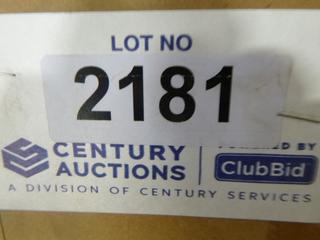 LOT NO
2181
CENTURY AUCTIONS
POWERED BY
ClubBid
A DIVISION OF CENTURY SERVICES